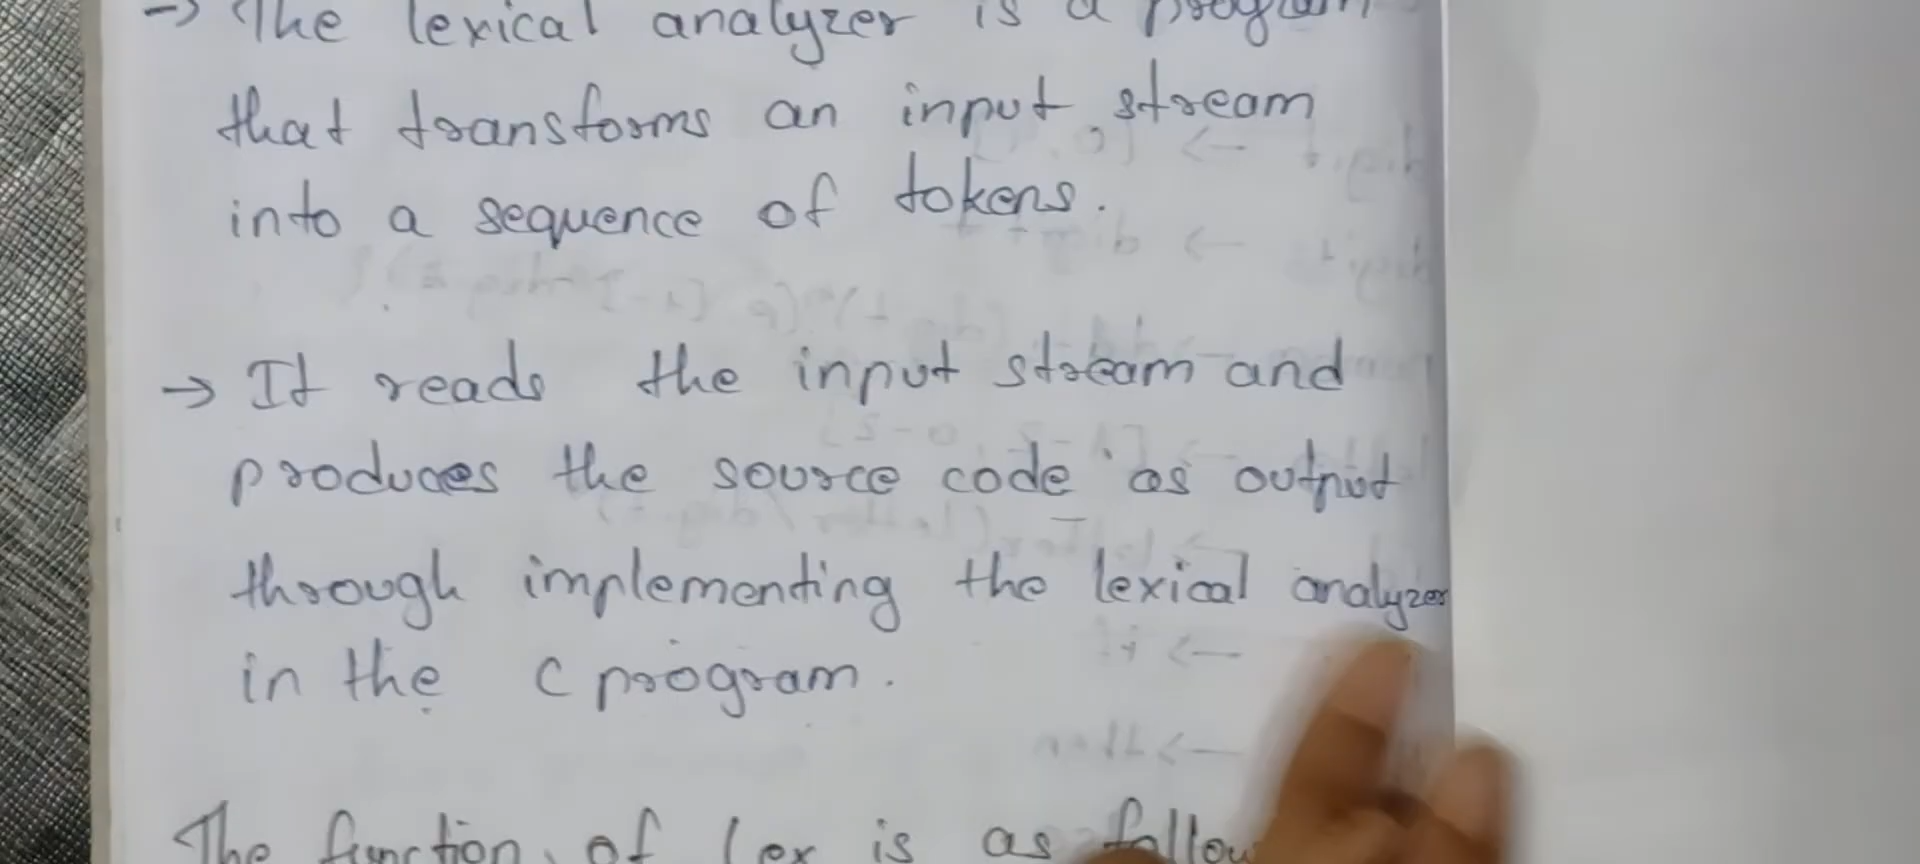 → The lexical analyzer is a program
that transforms an input stream
into a sequence of tokens.
→ It reads the input stream and
produces the source code as output
through implementing the lexical analyzer
in the C program.
The function of lex is as